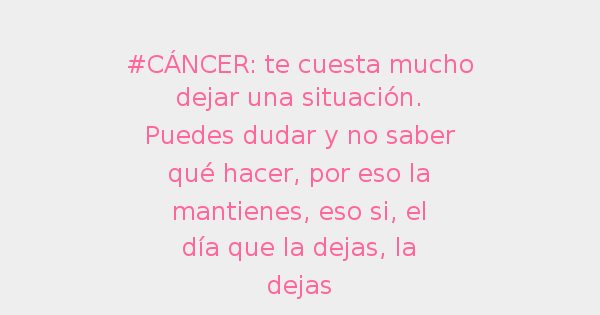 #CÁNCER: te cuesta mucho
dejar una situación.
Puedes dudar y no saber
qué hacer, por eso la
mantienes, eso si, el
día que la dejas, la
dejas